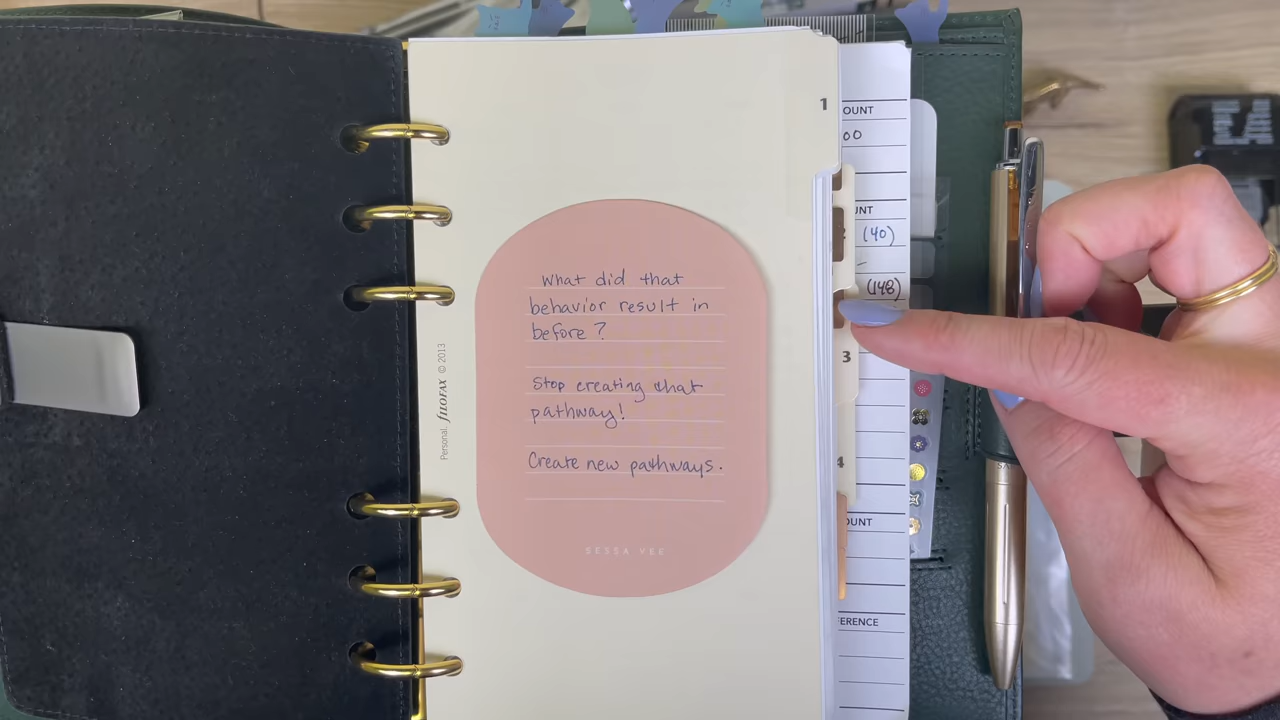 1
OUNT
00
UNT
2
(40)
(148)
3
What did that
behavior result in
before?
Stop creating that
pathway!
Create new pathways.
SESSA VEE
Personal. fILOFAX © 2013
4
OUNT
ERENCE